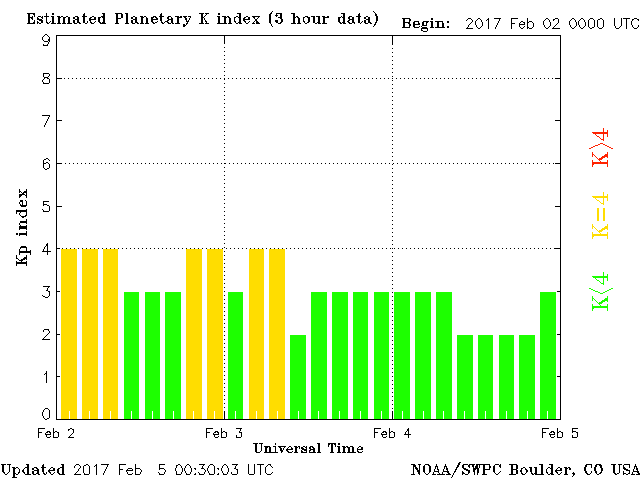 Estimated Planetary K index (3 hour data)
Begin: 2017 Feb 02 0000 UTC
9
8
7
6
5
4
3
2
1
0
Kp index
K>4
K=4
K<4
Feb 2
Feb 3
Feb 4
Feb 5
Universal Time
Updated 2017 Feb 5 00:30:03 UTC
NOAA/SWPC Boulder, CO USA